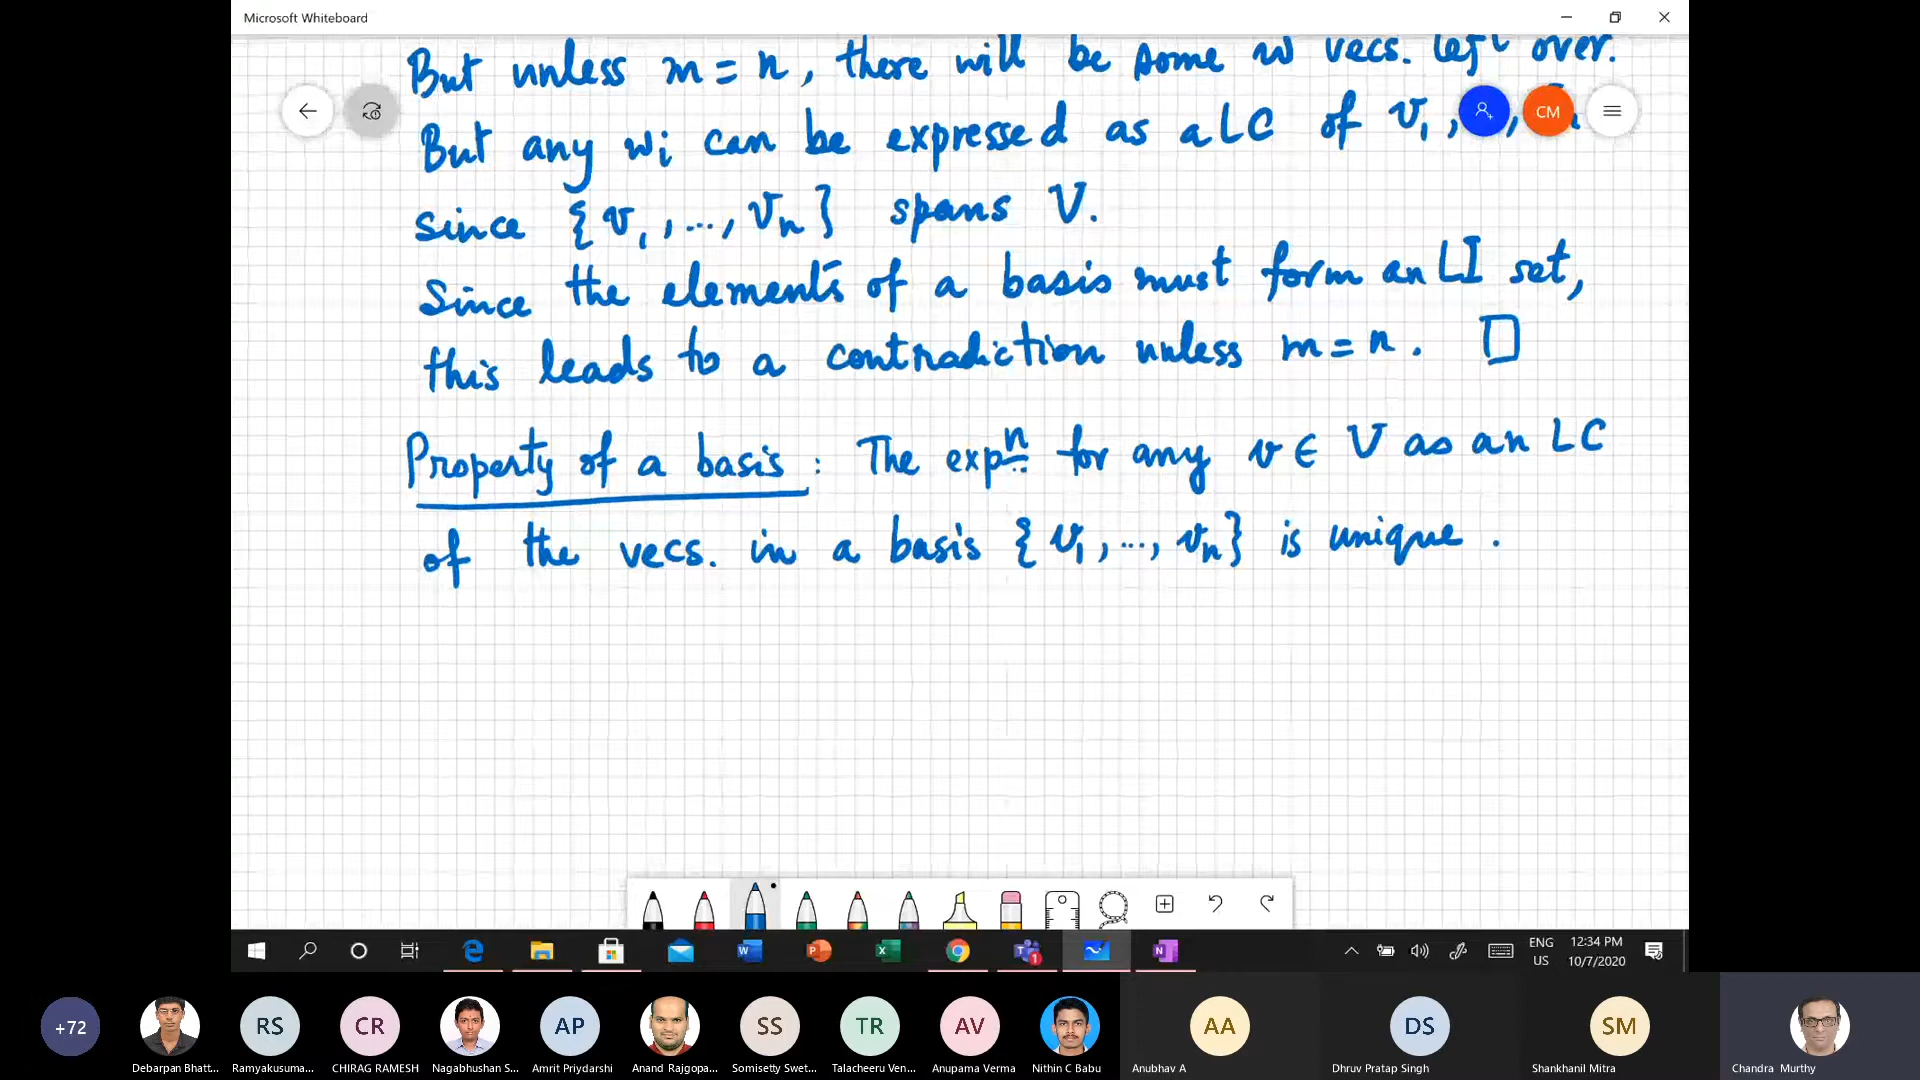 Microsoft Whiteboard
But unless m = n, there will be some w vecs. left over.
CM
But any wi can be expressed as a LC of v1,
since {v1, ..., vn} spans V.
Since the elements of a basis must form an LI set,
this leads to a contradiction unless m = n. □
Property of a basis : The expn for any v ∈ V as an LC
of the vecs. in a basis {v1, ..., vn} is unique.
ENG
US
12:34 PM
10/7/2020
+72
RS
CR
AP
SS
TR
AV
AA
DS
SM
Debarpan Bhatt...
Ramyakusuma...
CHIRAG RAMESH
Nagabhushan S...
Amrit Priydarshi
Anand Rajgopa...
Somisetty Swet...
Talacheeru Ven...
Anupama Verma
Nithin C Babu
Anubhav A
Dhruv Pratap Singh
Shankhanil Mitra
Chandra Murthy